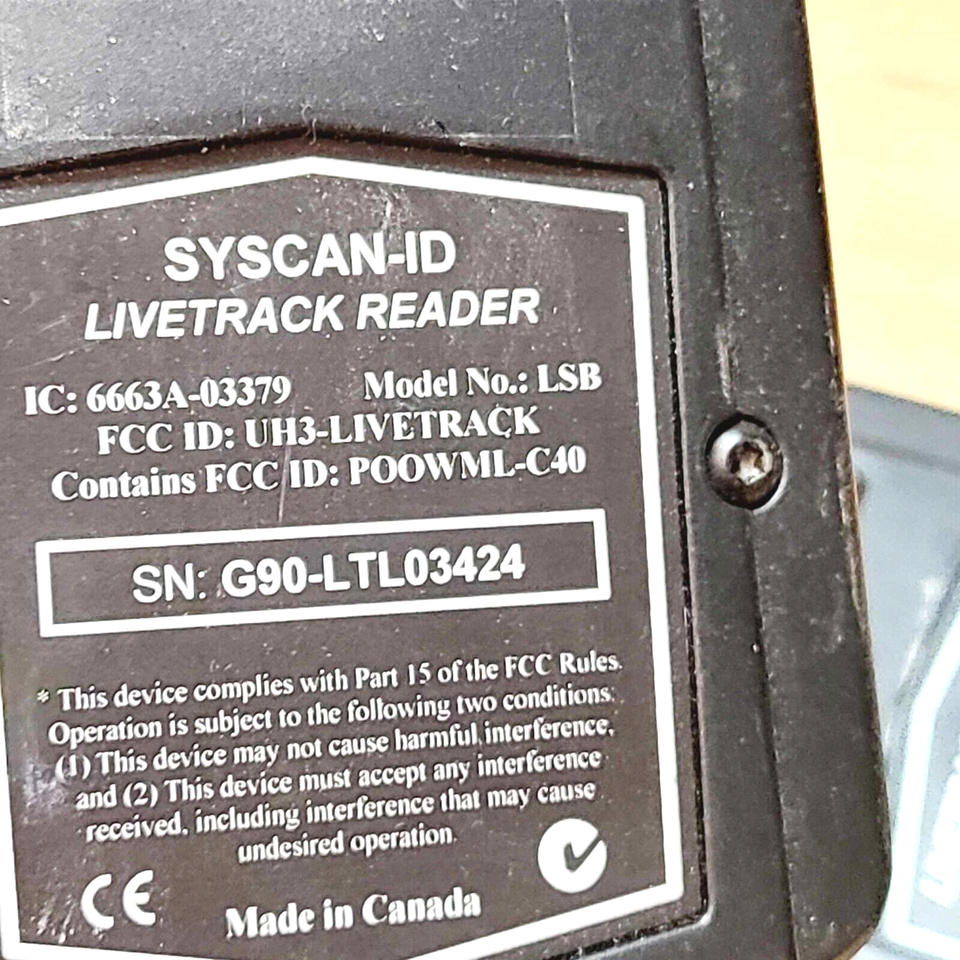 SYSCAN-ID
LIVETRACK READER
IC: 6663A-03379 Model No.: LSB
FCC ID: UH3-LIVETRACK
Contains FCC ID: POOWML-C40
SN: G90-LTL03424
* This device complies with Part 15 of the FCC Rules.
Operation is subject to the following two conditions:
(1) This device may not cause harmful interference,
and (2) This device must accept any interference
received, including interference that may cause
undesired operation.
CE
Made in Canada